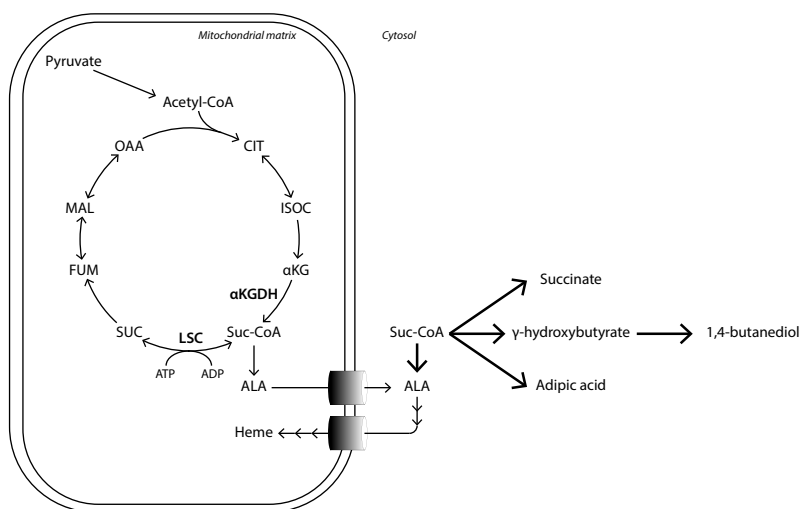 Mitochondrial matrix
Cytosol
Pyruvate
Acetyl-CoA
OAA
CIT
MAL
ISOC
FUM
αKG
αKGDH
Succinate
SUC
LSC
Suc-CoA
Suc-CoA
γ-hydroxybutyrate
1,4-butanediol
ATP
ADP
ALA
ALA
Adipic acid
Heme